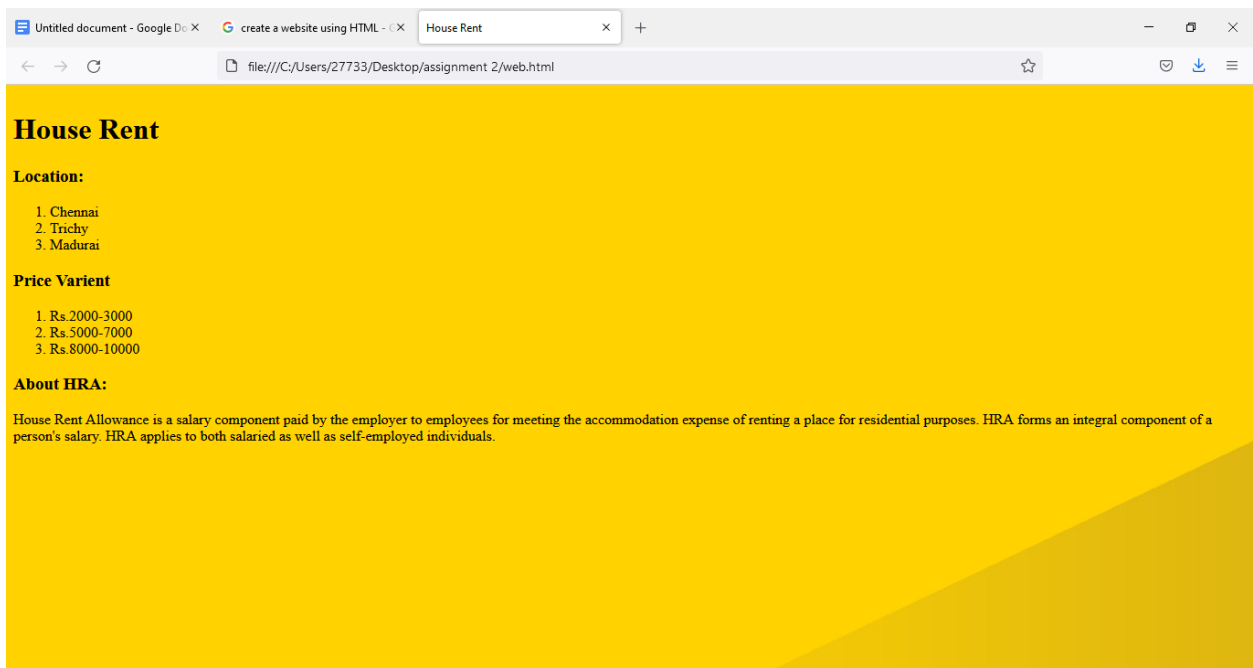 Untitled document - Google Do
create a website using HTML -
House Rent
file:///C:/Users/27733/Desktop/assignment 2/web.html
House Rent
Location:
1. Chennai
2. Trichy
3. Madurai
Price Varient
1. Rs.2000-3000
2. Rs.5000-7000
3. Rs.8000-10000
About HRA:
House Rent Allowance is a salary component paid by the employer to employees for meeting the accommodation expense of renting a place for residential purposes. HRA forms an integral component of a
person's salary. HRA applies to both salaried as well as self-employed individuals.